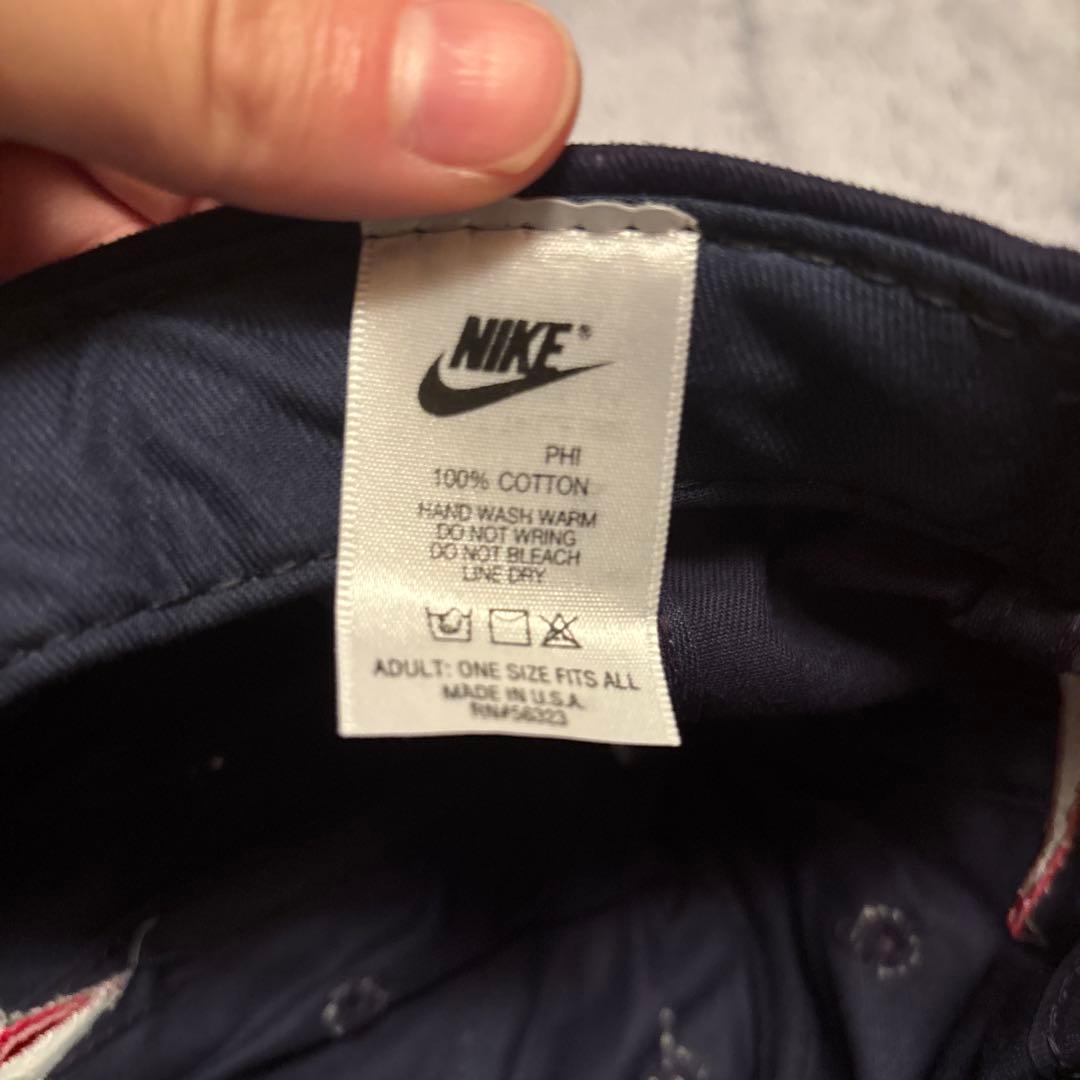 NIKE®
PHI
100% COTTON
HAND WASH WARM
DO NOT WRING
DO NOT BLEACH
LINE DRY
ADULT: ONE SIZE FITS ALL
MADE IN U.S.A.
RN#56323